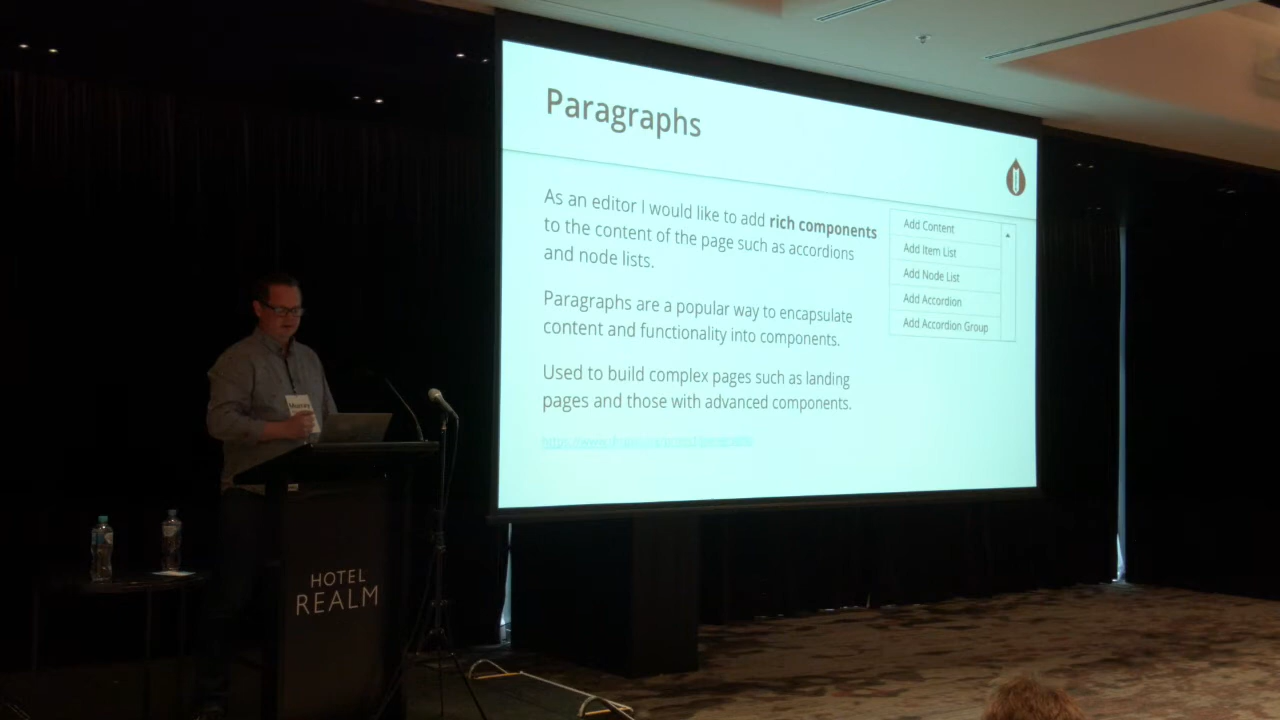 Paragraphs
As an editor I would like to add rich components
to the content of the page such as accordions
and node lists.
Paragraphs are a popular way to encapsulate
content and functionality into components.
Used to build complex pages such as landing
pages and those with advanced components.
Add Content
Add Item List
Add Node List
Add Accordion
Add Accordion Group
Murray
HOTEL
REALM